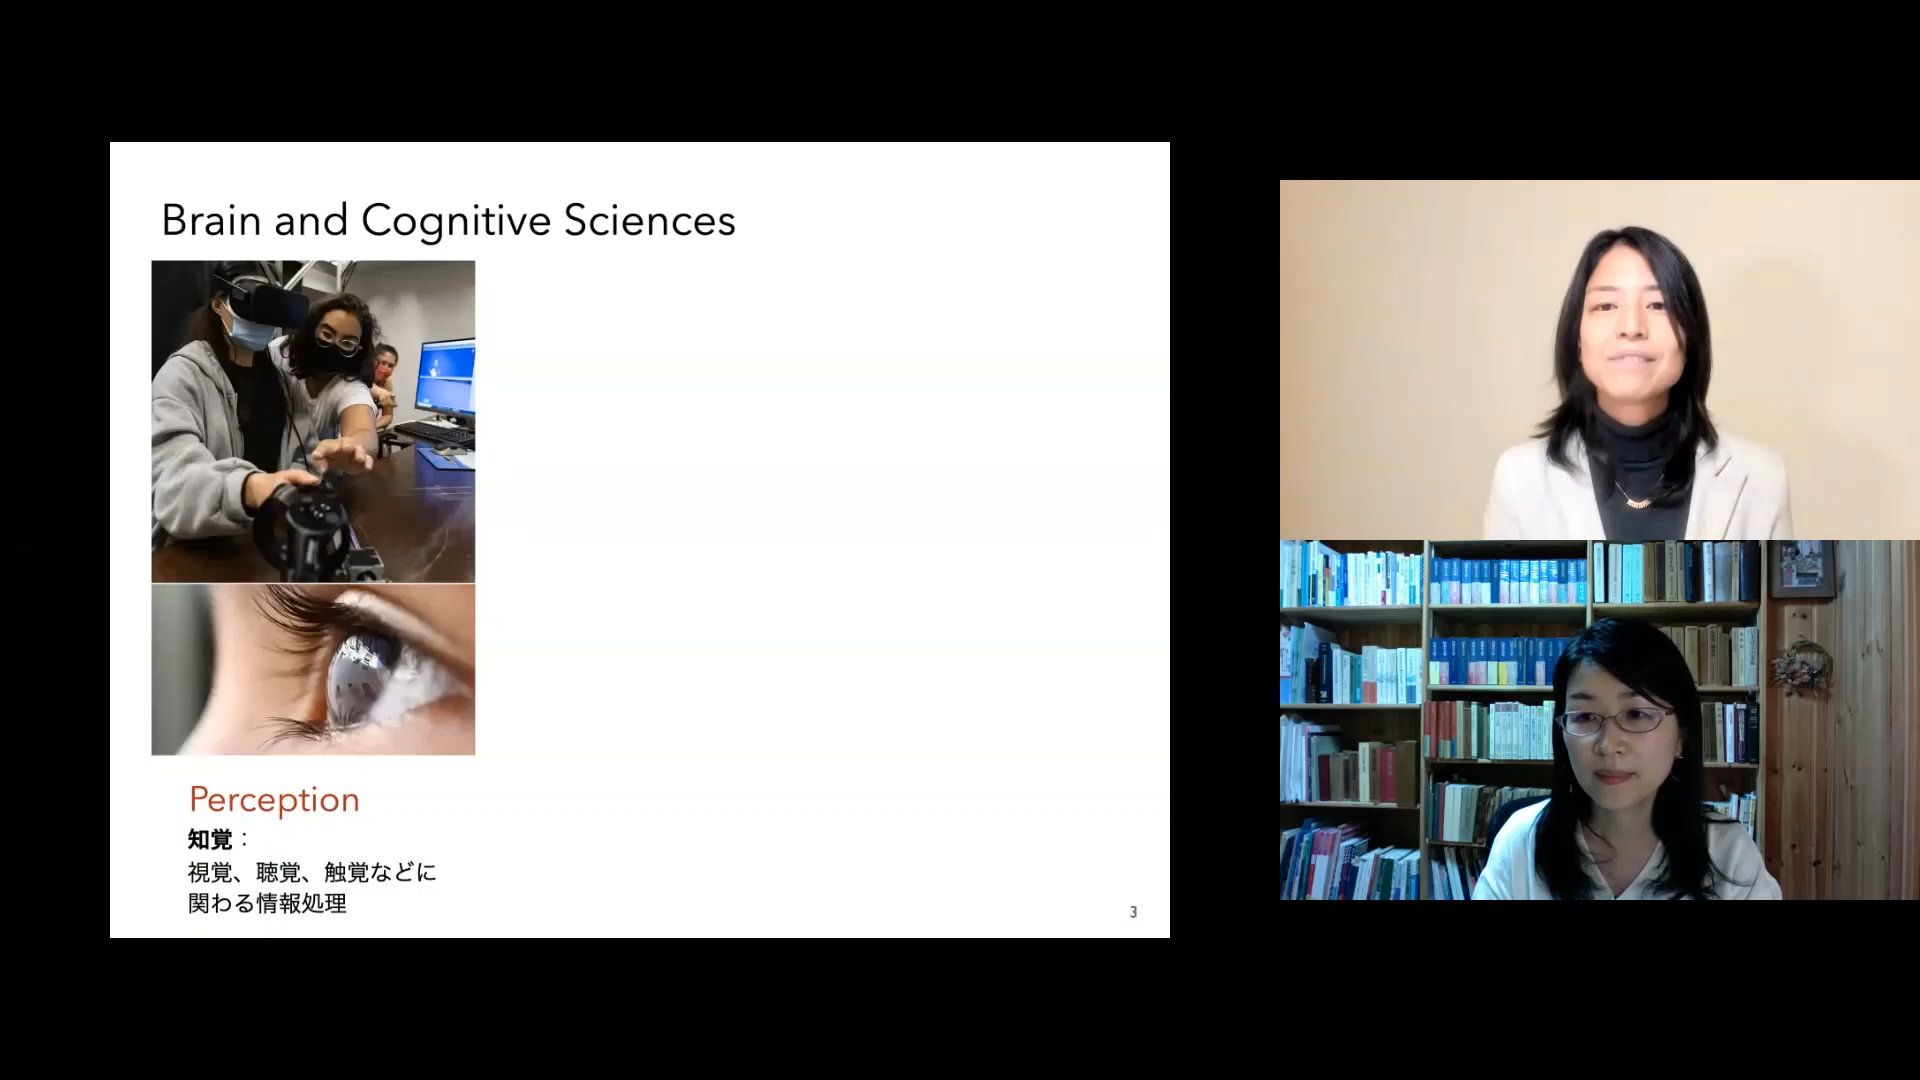 Brain and Cognitive Sciences
Perception
知覚：
視覚、聴覚、触覚などに
関わる情報処理
3